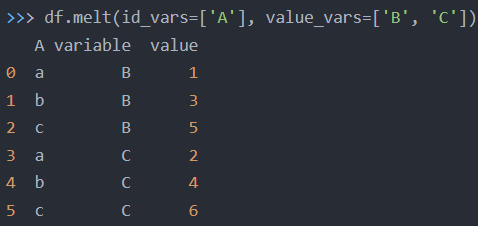 >>> df.melt(id_vars=['A'], value_vars=['B', 'C'])
   A variable  value
0  a        B      1
1  b        B      3
2  c        B      5
3  a        C      2
4  b        C      4
5  c        C      6